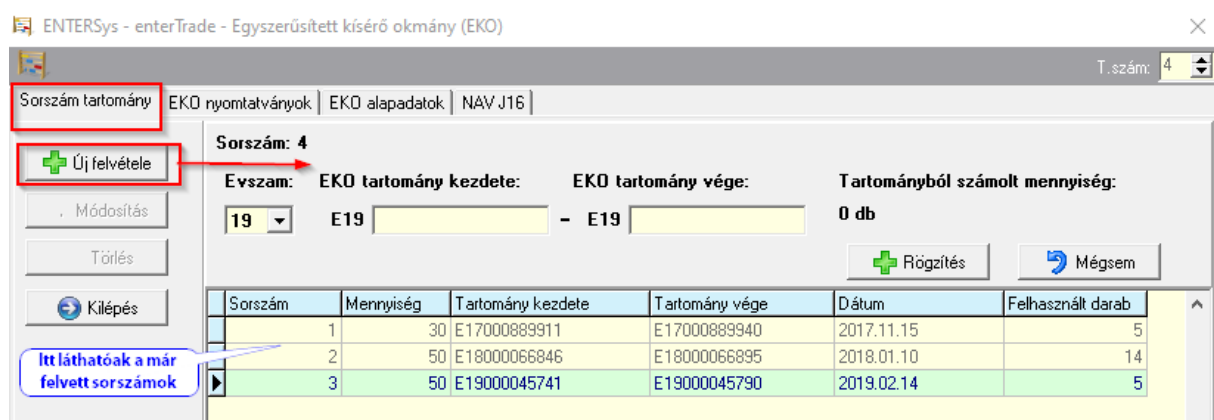 ENTERSys - enterTrade - Egyszerűsített kísérő okmány (EKO)
T.szám: 4
Sorszám tartomány EKO nyomtatványok EKO alapadatok NAV J16
Új felvétele
Módosítás
Törlés
Kilépés
Itt láthatóak a már
felvett sorszámok
Sorszám: 4
Evszam: EKO tartomány kezdete: EKO tartomány vége: Tartományból számolt mennyiség:
19 E19 - E19 0 db
Rögzítés Mégsem
Sorszám Mennyiség Tartomány kezdete Tartomány vége Dátum Felhasznált darab
1 30 E17000889911 E17000889940 2017.11.15 5
2 50 E18000066846 E18000066895 2018.01.10 14
3 50 E19000045741 E19000045790 2019.02.14 5